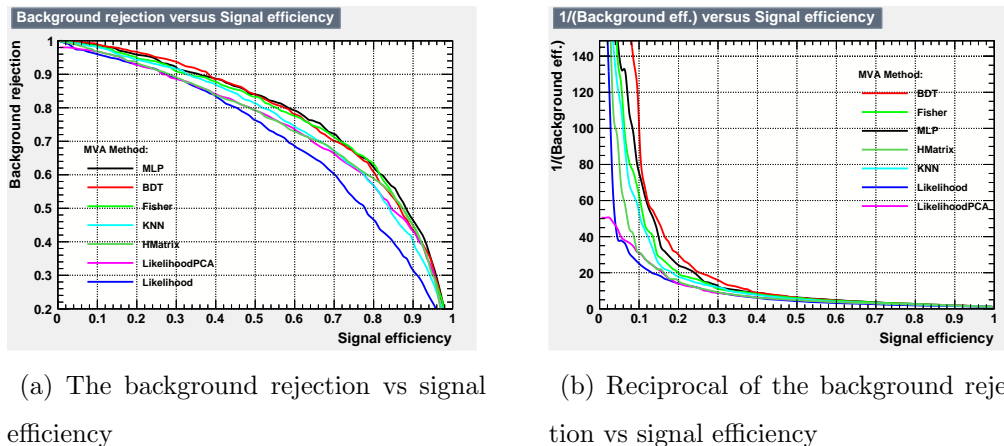 Background rejection versus Signal efficiency
Background rejection
1
0.9
0.8
0.7
0.6
0.5
0.4
0.3
0.2
MVA Method:
MLP
BDT
Fisher
KNN
HMatrix
LikelihoodPCA
Likelihood
0 0.1 0.2 0.3 0.4 0.5 0.6 0.7 0.8 0.9 1
Signal efficiency
(a) The background rejection vs signal
efficiency
1/(Background eff.) versus Signal efficiency
1/(Background eff.)
140
120
100
80
60
40
20
0
MVA Method:
BDT
Fisher
MLP
HMatrix
KNN
Likelihood
LikelihoodPCA
0 0.1 0.2 0.3 0.4 0.5 0.6 0.7 0.8 0.9 1
Signal efficiency
(b) Reciprocal of the background rejec
tion vs signal efficiency